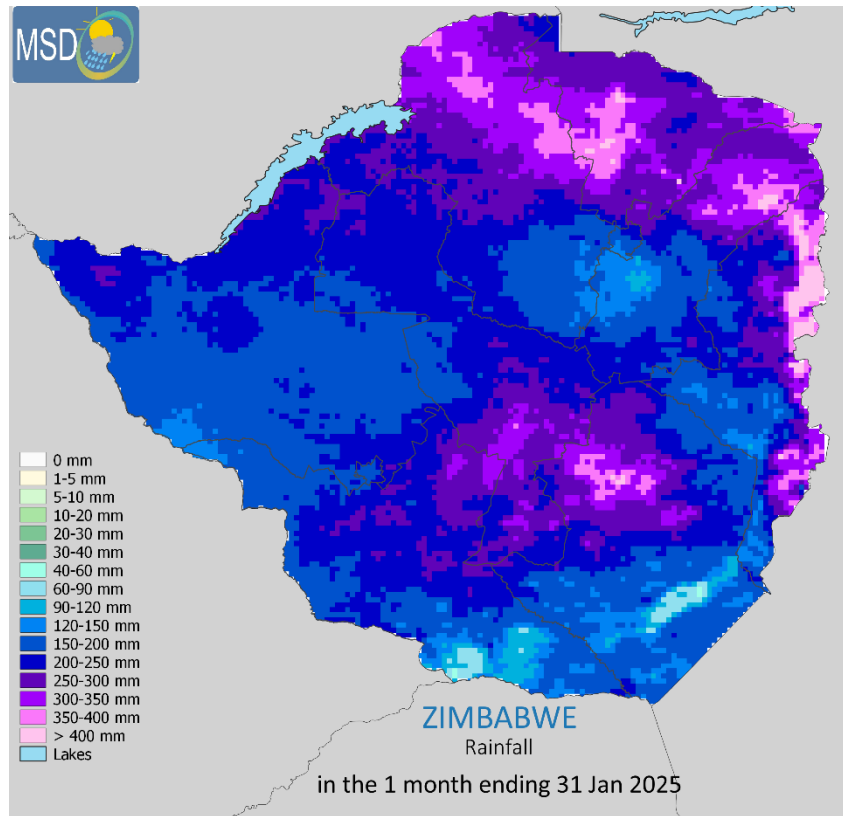 MSD
0 mm
1-5 mm
5-10 mm
10-20 mm
20-30 mm
30-40 mm
40-60 mm
60-90 mm
90-120 mm
120-150 mm
150-200 mm
200-250 mm
250-300 mm
300-350 mm
350-400 mm
> 400 mm
Lakes
ZIMBABWE
Rainfall
in the 1 month ending 31 Jan 2025